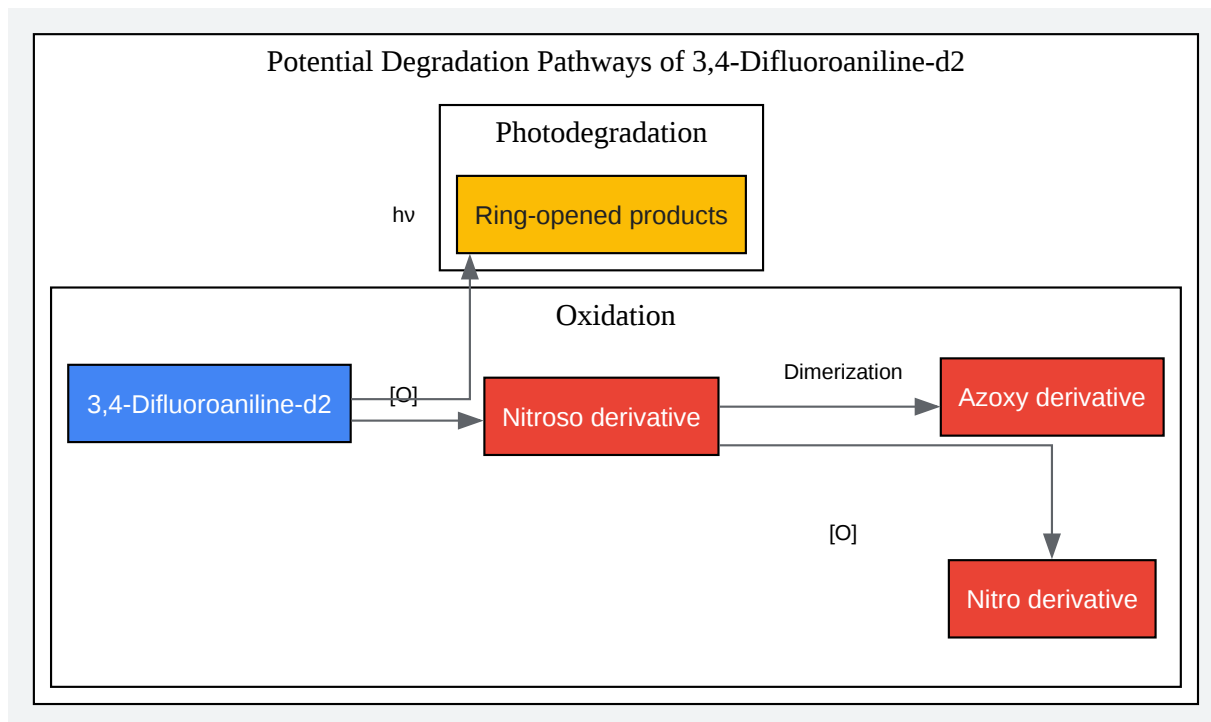 Potential Degradation Pathways of 3,4-Difluoroaniline-d2
Photodegradation
hν
Ring-opened products
Oxidation
3,4-Difluoroaniline-d2
[O]
Nitroso derivative
Dimerization
Azoxy derivative
[O]
Nitro derivative